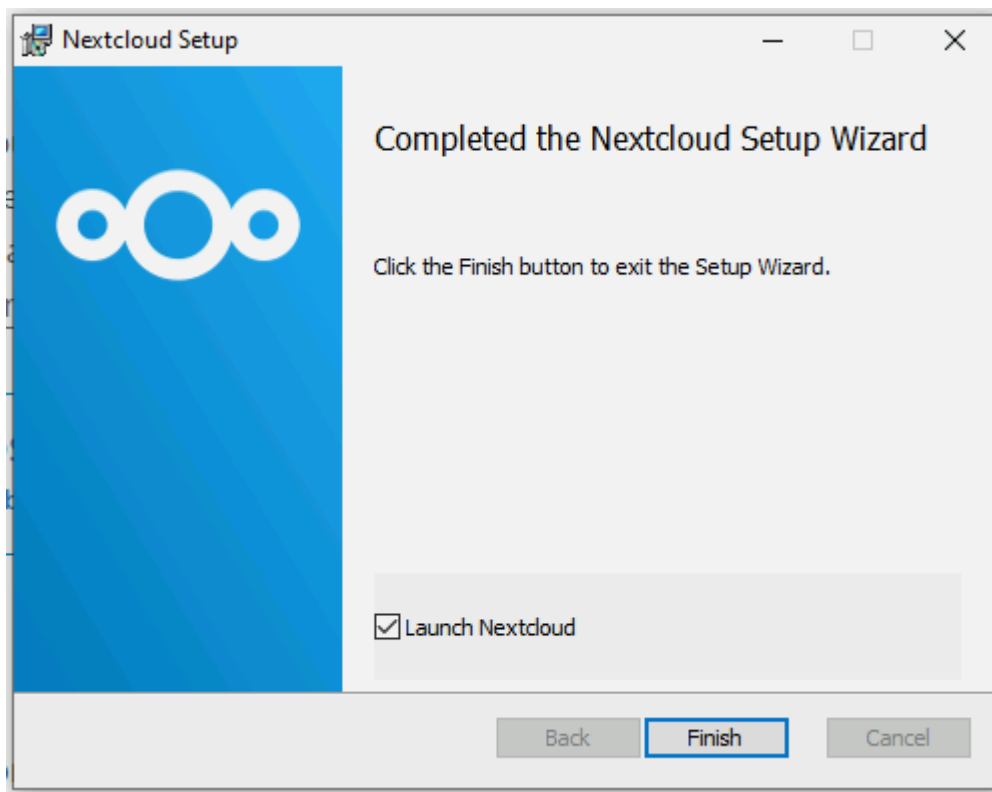 Nextcloud Setup
Completed the Nextcloud Setup Wizard
Click the Finish button to exit the Setup Wizard.
Launch Nextcloud
Back
Finish
Cancel